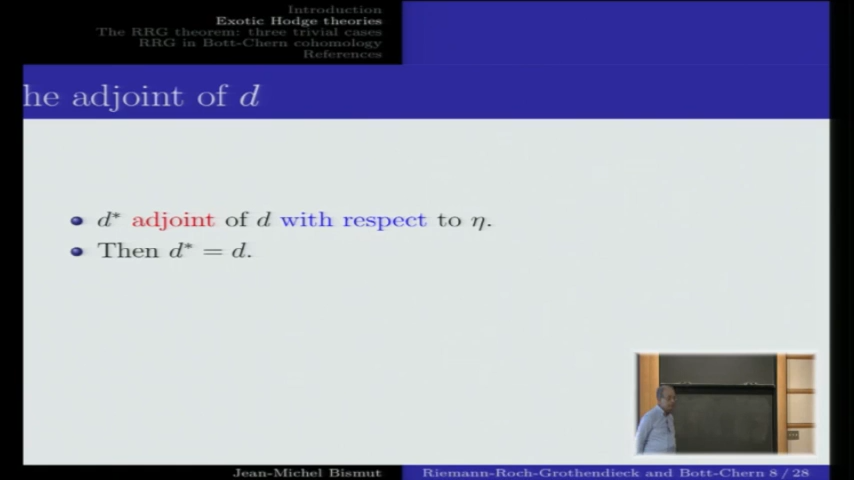 Introduction
Exotic Hodge theories
The RRG theorem: three trivial cases
RRG in Bott-Chern cohomology
References
he adjoint of d
d* adjoint of d with respect to η.
Then d* = d.
Jean-Michel Bismut
Riemann-Roch-Grothendieck and Bott-Chern 8 / 28